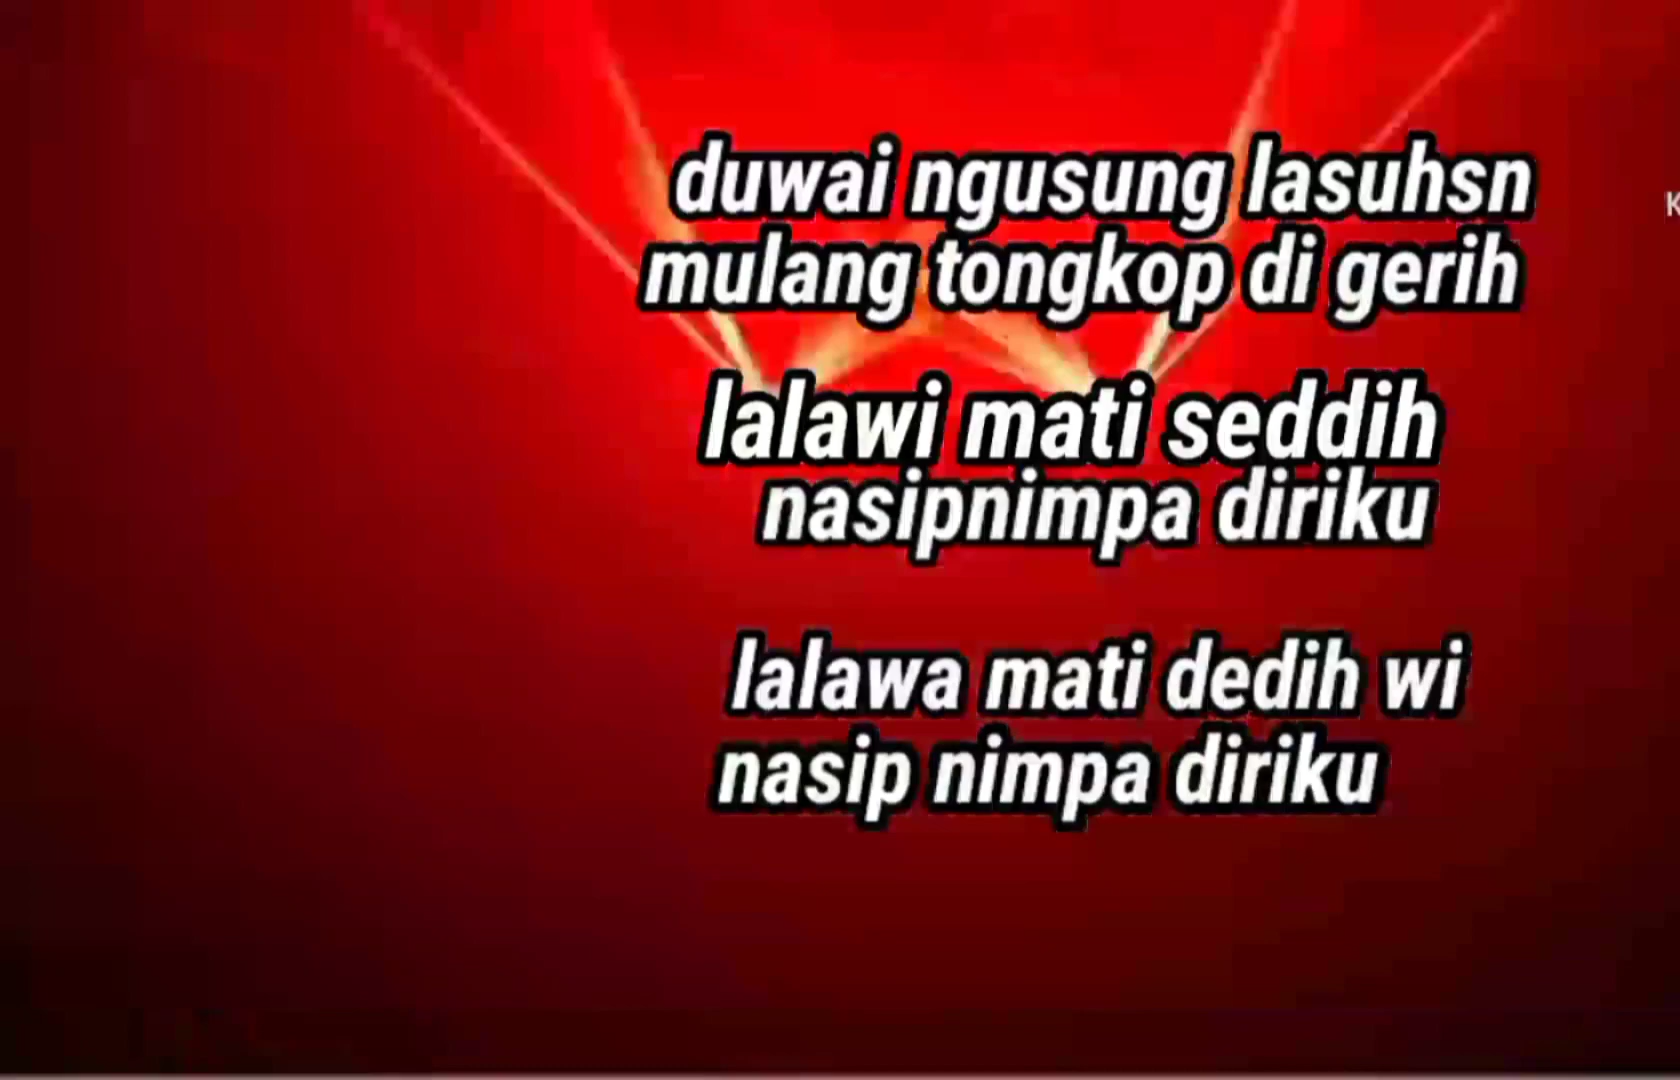 duwai ngusung lasuhsn
mulang tongkop di gerih
lalawi mati seddih
nasipnimpa diriku
lalawa mati dedih wi
nasip nimpa diriku